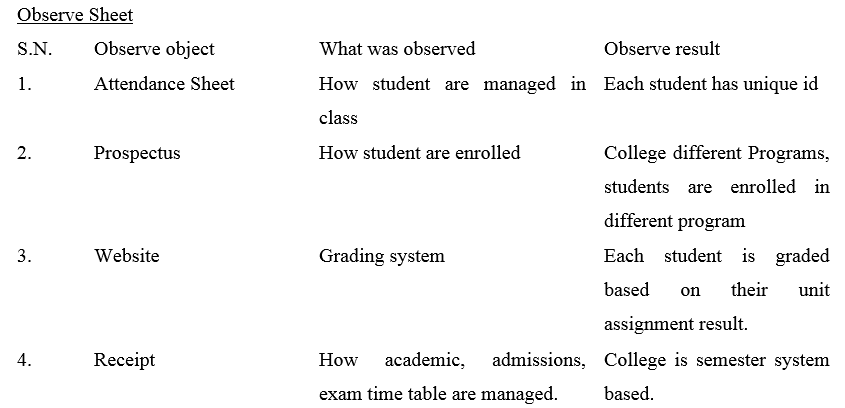 Observe Sheet
S.N. Observe object What was observed Observe result
1. Attendance Sheet How student are managed in Each student has unique id
class
2. Prospectus How student are enrolled College different Programs,
students are enrolled in
different program
3. Website Grading system Each student is graded
based on their unit
assignment result.
4. Receipt How academic, admissions, College is semester system
exam time table are managed. based.